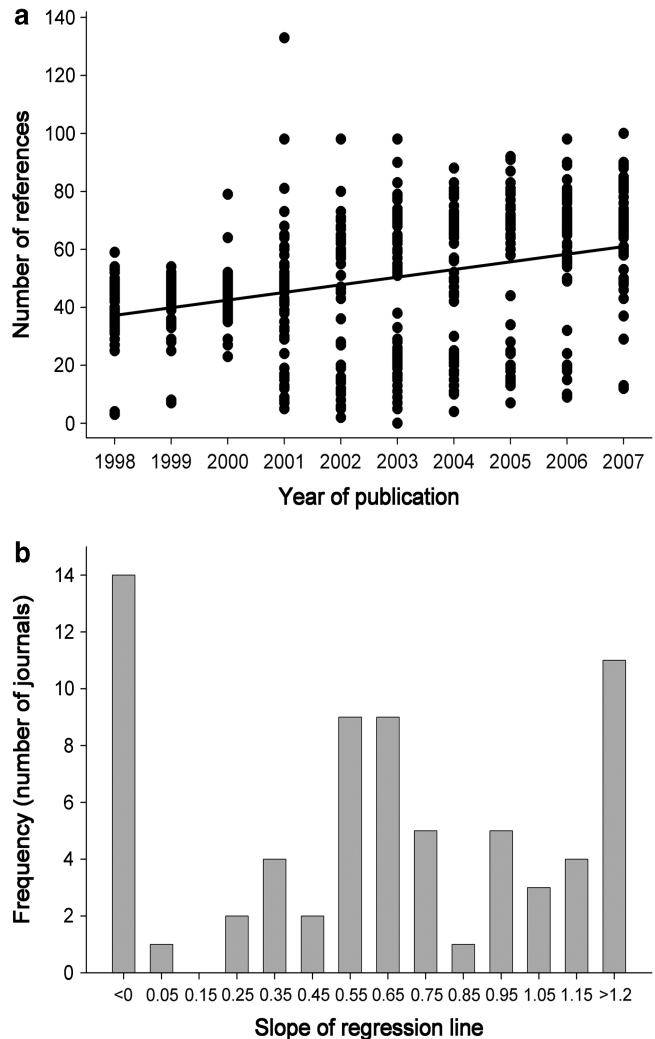 a
140
120
100
80
60
40
20
0
Number of references
1998 1999 2000 2001 2002 2003 2004 2005 2006 2007
Year of publication
b
14
12
10
8
6
4
2
0
Frequency (number of journals)
<0 0.05 0.15 0.25 0.35 0.45 0.55 0.65 0.75 0.85 0.95 1.05 1.15 >1.2
Slope of regression line